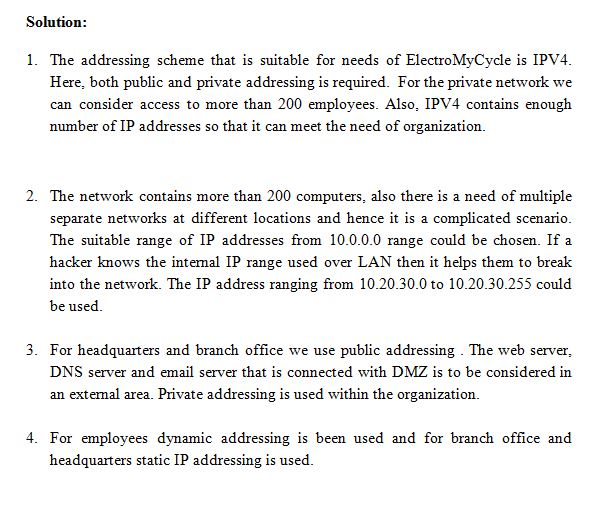 Solution:
1. The addressing scheme that is suitable for needs of ElectroMyCycle is IPV4.
Here, both public and private addressing is required. For the private network we
can consider access to more than 200 employees. Also, IPV4 contains enough
number of IP addresses so that it can meet the need of organization.
2. The network contains more than 200 computers, also there is a need of multiple
separate networks at different locations and hence it is a complicated scenario.
The suitable range of IP addresses from 10.0.0.0 range could be chosen. If a
hacker knows the internal IP range used over LAN then it helps them to break
into the network. The IP address ranging from 10.20.30.0 to 10.20.30.255 could
be used.
3. For headquarters and branch office we use public addressing . The web server,
DNS server and email server that is connected with DMZ is to be considered in
an external area. Private addressing is used within the organization.
4. For employees dynamic addressing is been used and for branch office and
headquarters static IP addressing is used.